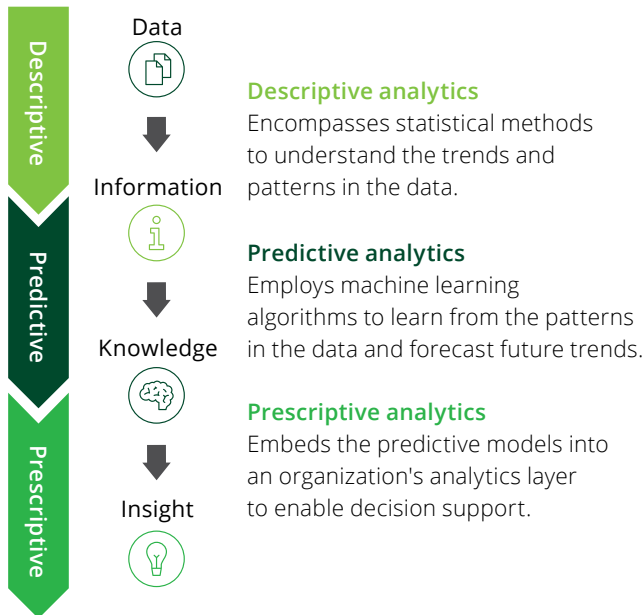 Descriptive
Predictive
Prescriptive
Data
Information
Knowledge
Insight
Descriptive analytics
Encompasses statistical methods
to understand the trends and
patterns in the data.
Predictive analytics
Employs machine learning
algorithms to learn from the patterns
in the data and forecast future trends.
Prescriptive analytics
Embeds the predictive models into
an organization's analytics layer
to enable decision support.